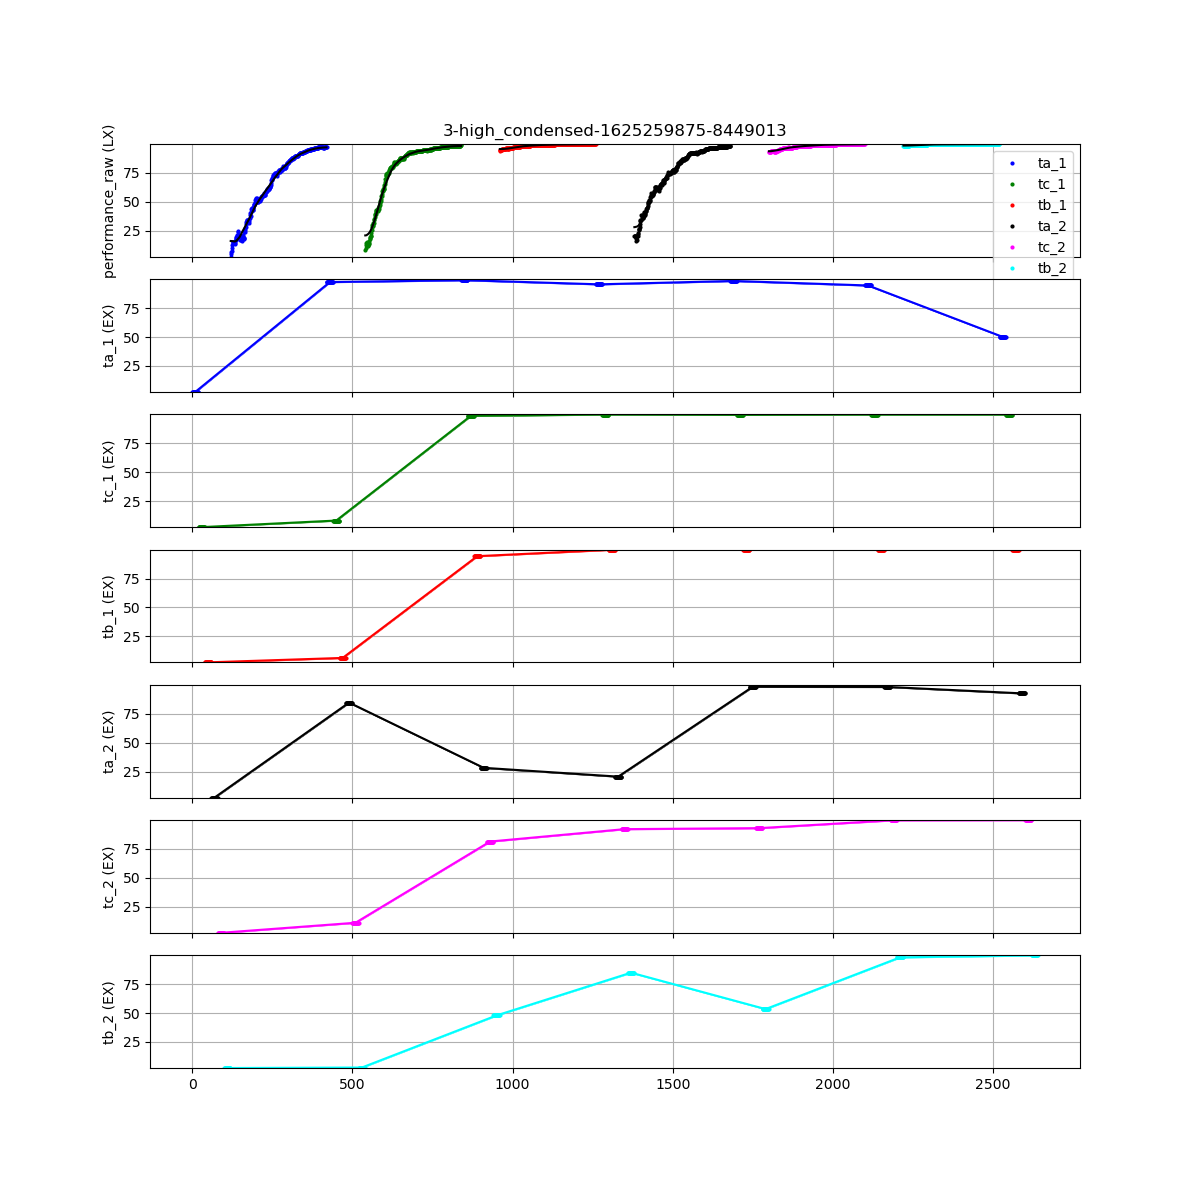 3-high_condensed-1625259875-8449013
performance_raw (LX)
75
50
25
ta_1
tc_1
tb_1
ta_2
tc_2
tb_2
ta_1 (EX)
75
50
25
tc_1 (EX)
75
50
25
tb_1 (EX)
75
50
25
ta_2 (EX)
75
50
25
tc_2 (EX)
75
50
25
tb_2 (EX)
75
50
25
0 500 1000 1500 2000 2500